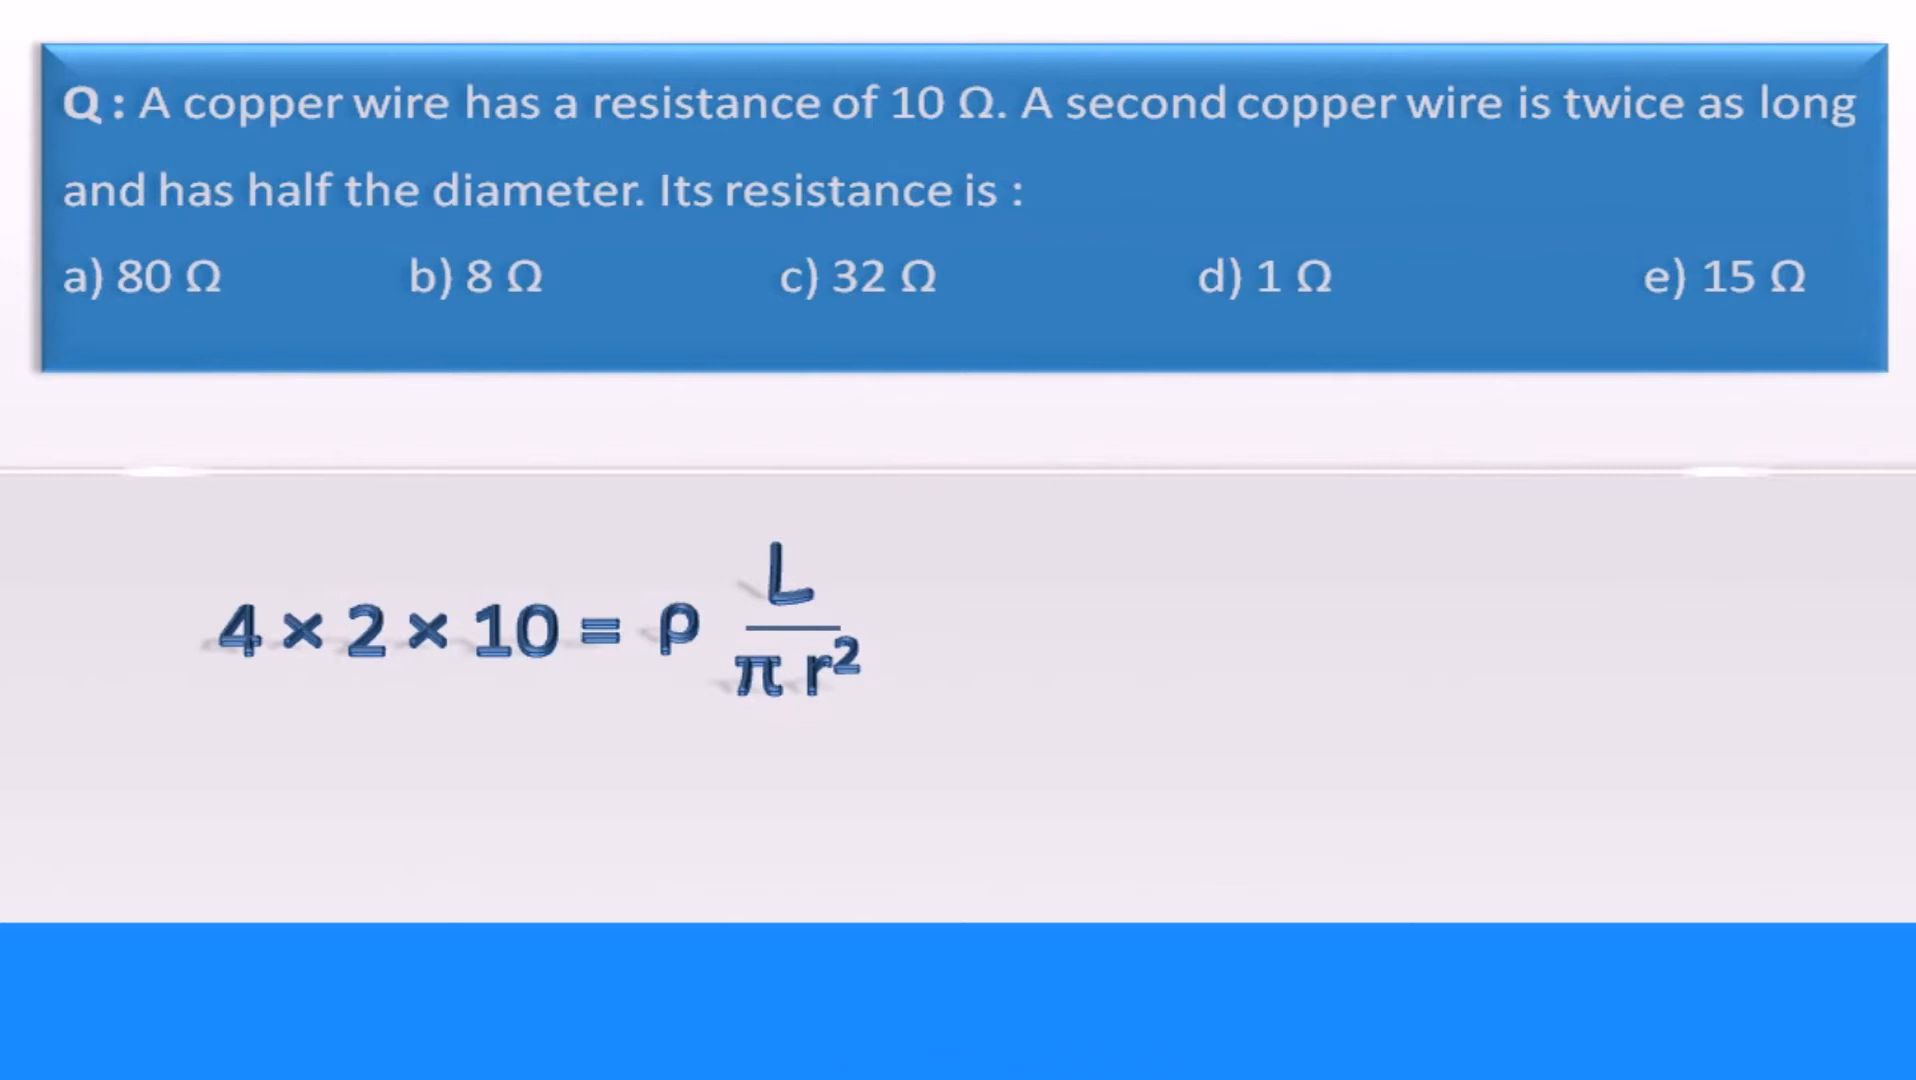 Q : A copper wire has a resistance of 10 Ω. A second copper wire is twice as long
and has half the diameter. Its resistance is :
a) 80 Ω b) 8 Ω c) 32 Ω d) 1 Ω e) 15 Ω
4 × 2 × 10 = ρ L / π r²